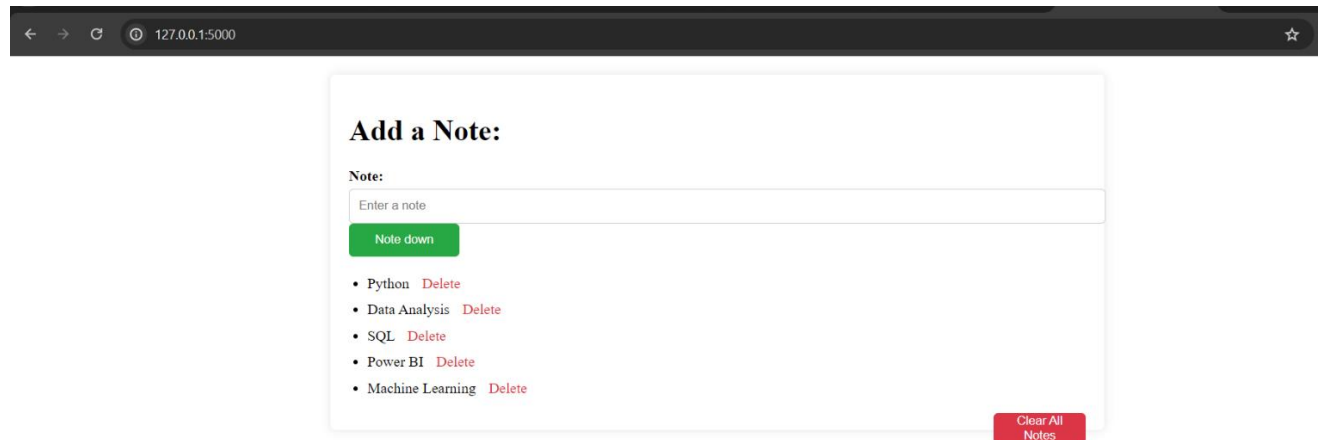 127.0.0.1:5000
Add a Note:
Note:
Enter a note
Note down
Python Delete
Data Analysis Delete
SQL Delete
Power BI Delete
Machine Learning Delete
Clear All
Notes